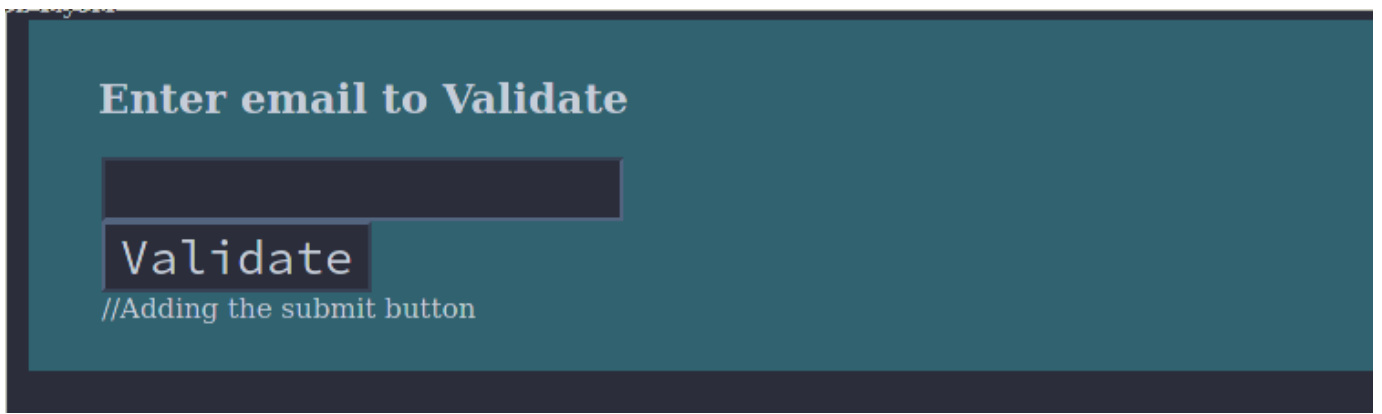 Enter email to Validate
Validate
//Adding the submit button